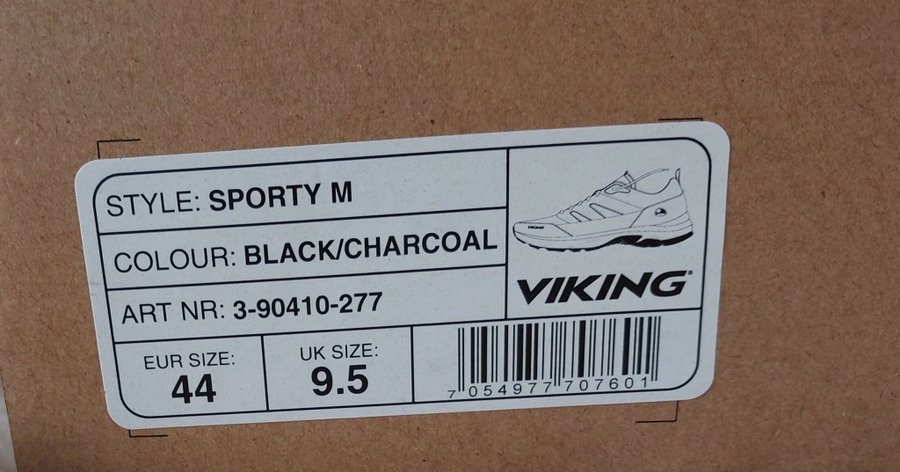 STYLE: SPORTY M
COLOUR: BLACK/CHARCOAL
ART NR: 3-90410-277
EUR SIZE:
44
UK SIZE:
9.5
VIKING
VIKING®
7 054977 707601